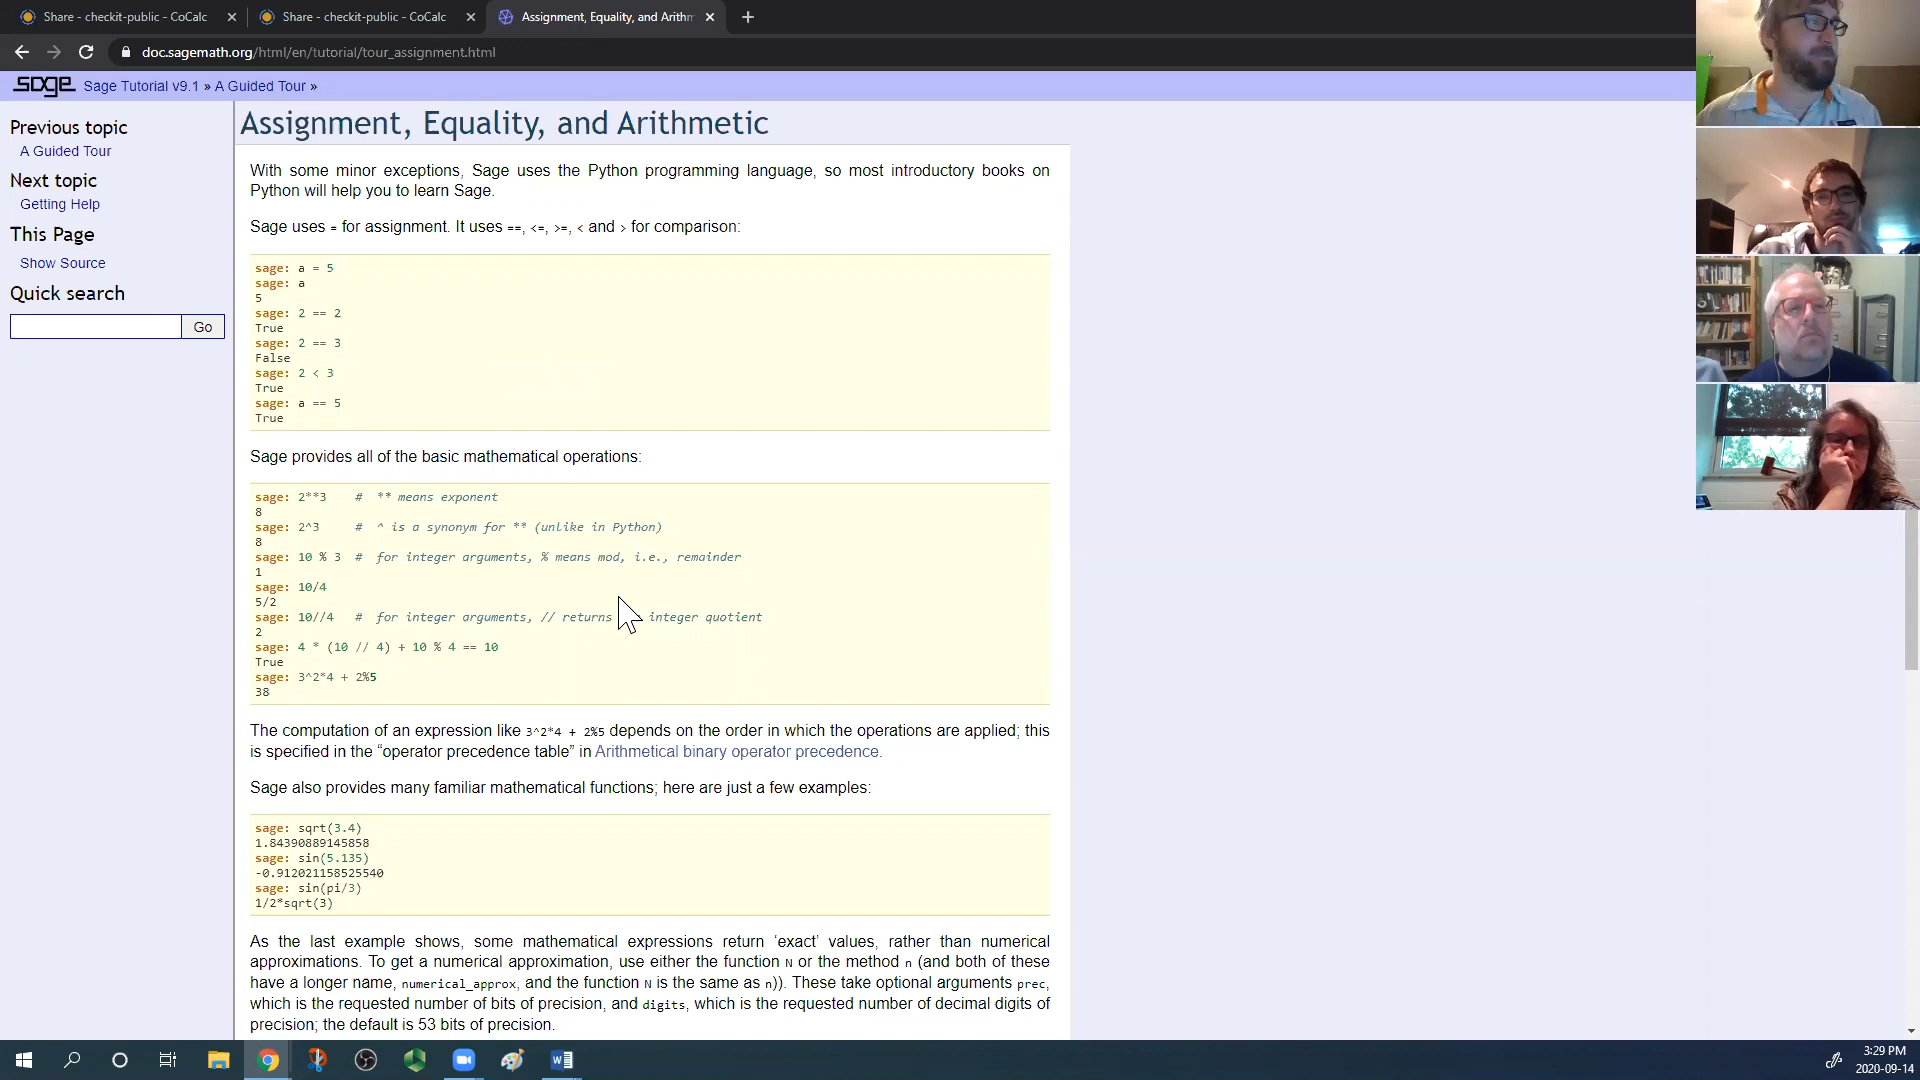 Share - checkit-public - CoCalc
Share - checkit-public - CoCalc
Assignment, Equality, and Arithm
doc.sagemath.org/html/en/tutorial/tour_assignment.html
sage Sage Tutorial v9.1 » A Guided Tour »
Previous topic
A Guided Tour
Next topic
Getting Help
This Page
Show Source
Quick search
Go
Assignment, Equality, and Arithmetic
With some minor exceptions, Sage uses the Python programming language, so most introductory books on
Python will help you to learn Sage.
Sage uses = for assignment. It uses ==, <=, >=, < and > for comparison:
sage: a = 5
sage: a
5
sage: 2 == 2
True
sage: 2 == 3
False
sage: 2 < 3
True
sage: a == 5
True
Sage provides all of the basic mathematical operations:
sage: 2**3    #  ** means exponent
8
sage: 2^3     #  ^ is a synonym for ** (unlike in Python)
8
sage: 10 % 3  #  for integer arguments, % means mod, i.e., remainder
1
sage: 10/4
5/2
sage: 10//4   #  for integer arguments, // returns integer quotient
2
sage: 4 * (10 // 4) + 10 % 4 == 10
True
sage: 3^2*4 + 2%5
38
The computation of an expression like 3^2*4 + 2%5 depends on the order in which the operations are applied; this
is specified in the “operator precedence table” in Arithmetical binary operator precedence.
Sage also provides many familiar mathematical functions; here are just a few examples:
sage: sqrt(3.4)
1.84390889145858
sage: sin(5.135)
-0.912021158525540
sage: sin(pi/3)
1/2*sqrt(3)
As the last example shows, some mathematical expressions return ‘exact’ values, rather than numerical
approximations. To get a numerical approximation, use either the function N or the method n (and both of these
have a longer name, numerical_approx, and the function N is the same as n)). These take optional arguments prec,
which is the requested number of bits of precision, and digits, which is the requested number of decimal digits of
precision; the default is 53 bits of precision.
3:29 PM
2020-09-14